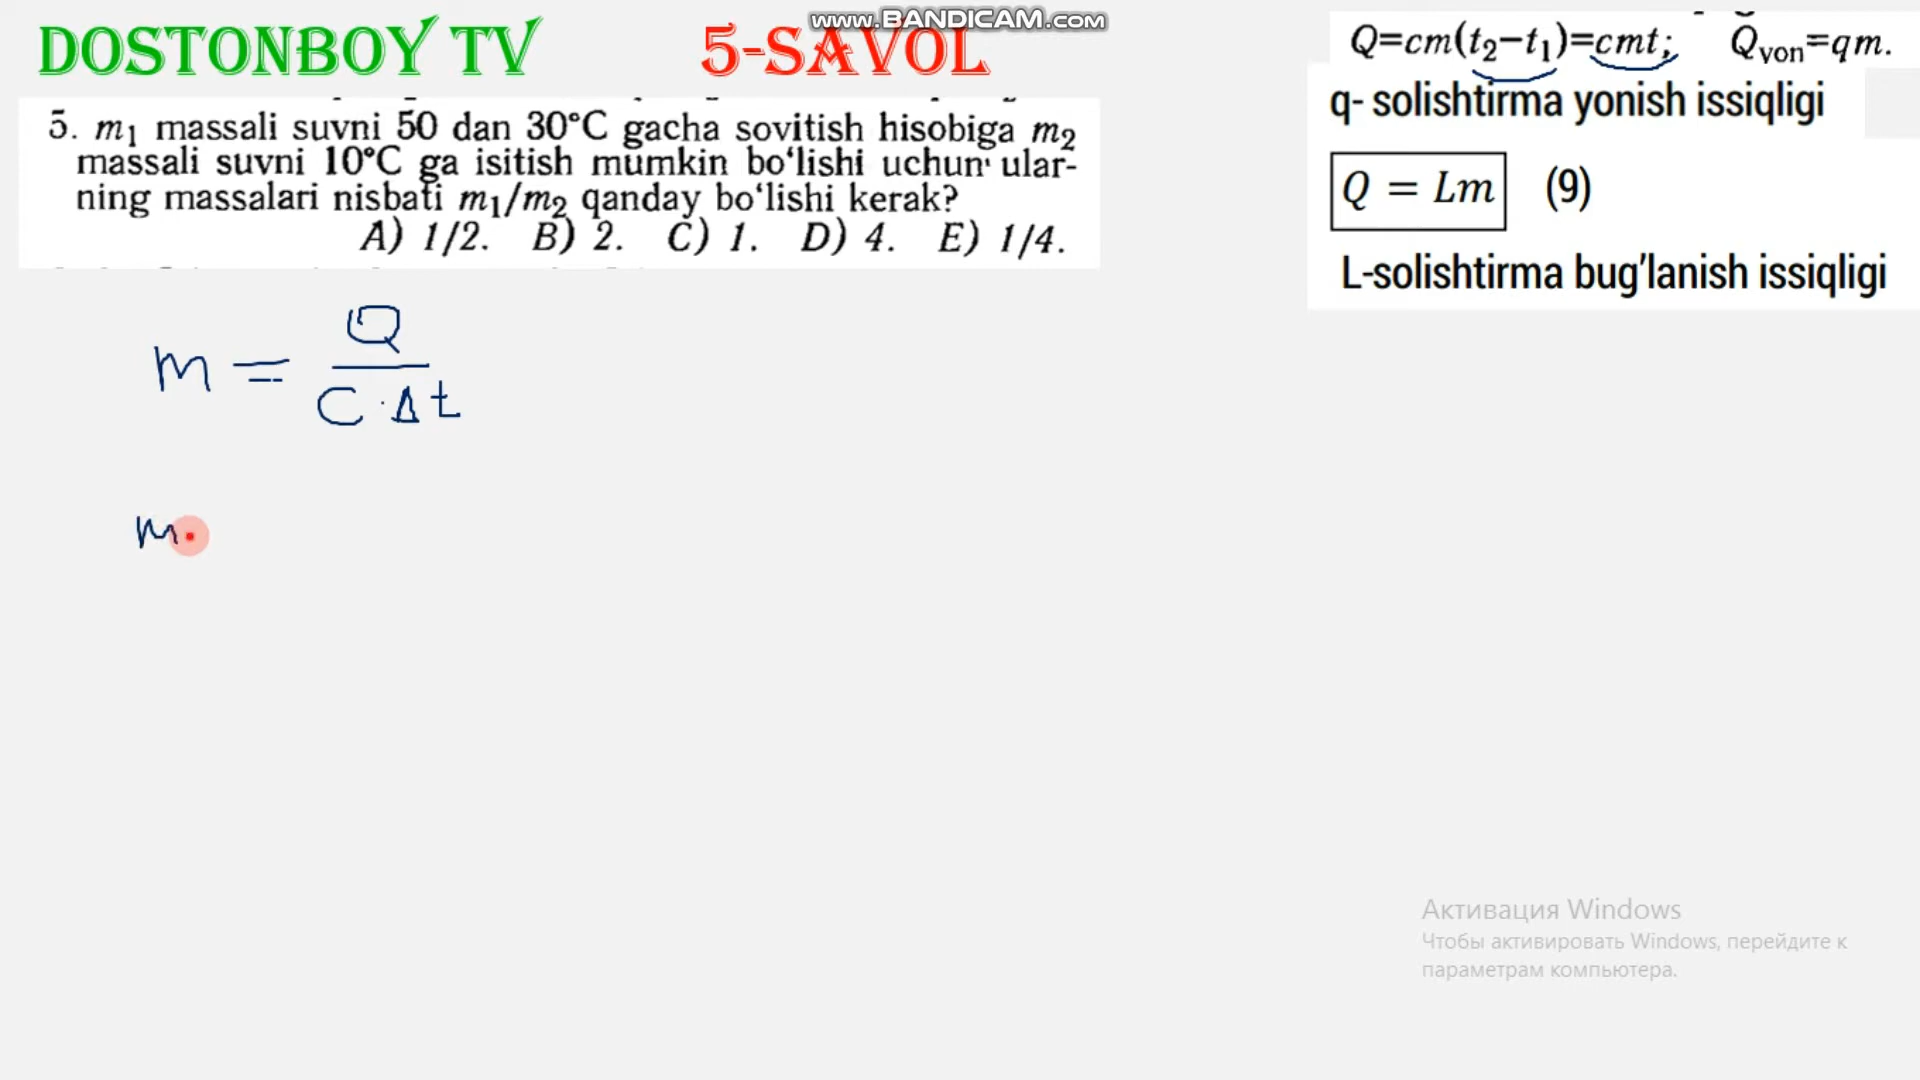 www.BANDICAM.com
DOSTONBOY TV
5-SAVOL
5. m₁ massali suvni 50 dan 30°C gacha sovitish hisobiga m₂
massali suvni 10°C ga isitish mumkin bo‘lishi uchun ular-
ning massalari nisbati m₁/m₂ qanday bo‘lishi kerak?
A) 1/2. B) 2. C) 1. D) 4. E) 1/4.
Q=cm(t₂−t₁)=cmt; Qyon=qm.
q- solishtirma yonish issiqligi
Q = Lm (9)
L-solishtirma bug’lanish issiqligi
m = Q / C · Δt
m
Активация Windows
Чтобы активировать Windows, перейдите к
параметрам компьютера.